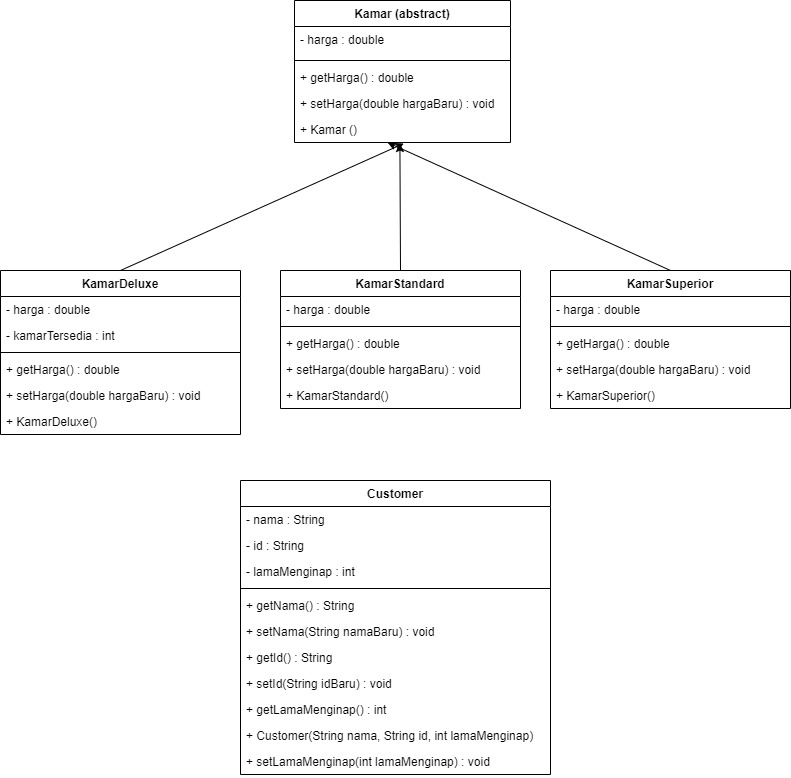 Kamar (abstract)
- harga : double
+ getHarga() : double
+ setHarga(double hargaBaru) : void
+ Kamar ()
KamarDeluxe
- harga : double
- kamarTersedia : int
+ getHarga() : double
+ setHarga(double hargaBaru) : void
+ KamarDeluxe()
KamarStandard
- harga : double
+ getHarga() : double
+ setHarga(double hargaBaru) : void
+ KamarStandard()
KamarSuperior
- harga : double
+ getHarga() : double
+ setHarga(double hargaBaru) : void
+ KamarSuperior()
Customer
- nama : String
- id : String
- lamaMenginap : int
+ getNama() : String
+ setNama(String namaBaru) : void
+ getId() : String
+ setId(String idBaru) : void
+ getLamaMenginap() : int
+ Customer(String nama, String id, int lamaMenginap)
+ setLamaMenginap(int lamaMenginap) : void